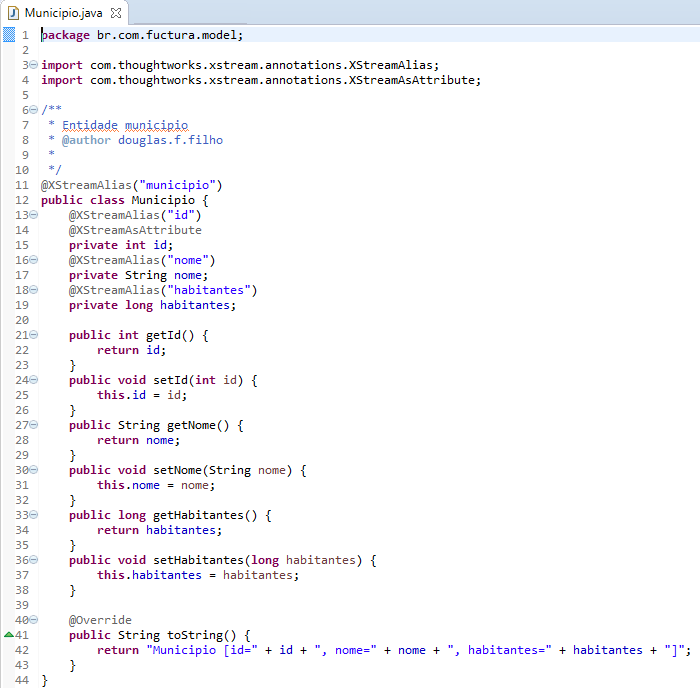 Municipio.java
1 package br.com.fuctura.model;
2
3 import com.thoughtworks.xstream.annotations.XStreamAlias;
4 import com.thoughtworks.xstream.annotations.XStreamAsAttribute;
5
6 /**
7  * Entidade municipio
8  * @author douglas.f.filho
9  *
10  */
11 @XStreamAlias("municipio")
12 public class Municipio {
13     @XStreamAlias("id")
14     @XStreamAsAttribute
15     private int id;
16     @XStreamAlias("nome")
17     private String nome;
18     @XStreamAlias("habitantes")
19     private long habitantes;
20
21     public int getId() {
22         return id;
23     }
24     public void setId(int id) {
25         this.id = id;
26     }
27     public String getNome() {
28         return nome;
29     }
30     public void setNome(String nome) {
31         this.nome = nome;
32     }
33     public long getHabitantes() {
34         return habitantes;
35     }
36     public void setHabitantes(long habitantes) {
37         this.habitantes = habitantes;
38     }
39
40     @Override
41     public String toString() {
42         return "Municipio [id=" + id + ", nome=" + nome + ", habitantes=" + habitantes + "]";
43     }
44 }